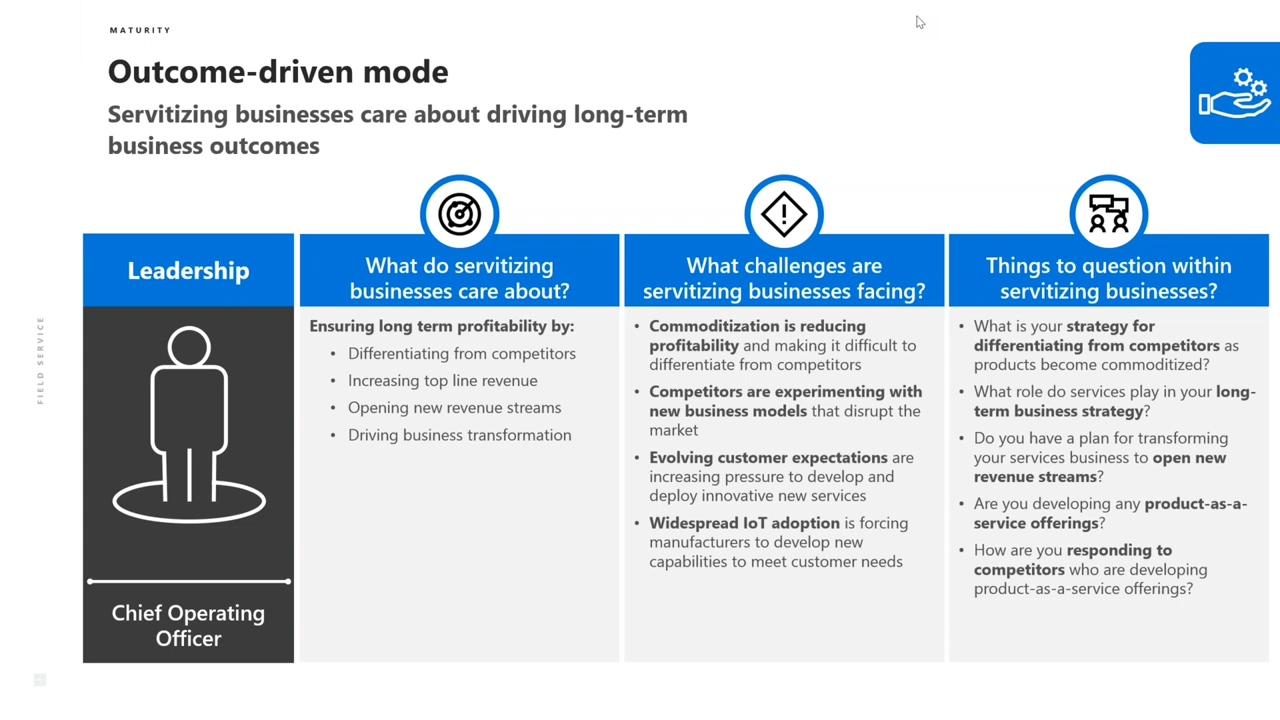 MATURITY
Outcome-driven mode
Servitizing businesses care about driving long-term
business outcomes
FIELD SERVICE
Leadership
Chief Operating
Officer
What do servitizing
businesses care about?
Ensuring long term profitability by:
• Differentiating from competitors
• Increasing top line revenue
• Opening new revenue streams
• Driving business transformation
What challenges are
servitizing businesses facing?
• Commoditization is reducing
profitability and making it difficult to
differentiate from competitors
• Competitors are experimenting with
new business models that disrupt the
market
• Evolving customer expectations are
increasing pressure to develop and
deploy innovative new services
• Widespread IoT adoption is forcing
manufacturers to develop new
capabilities to meet customer needs
Things to question within
servitizing businesses?
• What is your strategy for
differentiating from competitors as
products become commoditized?
• What role do services play in your long-
term business strategy?
• Do you have a plan for transforming
your services business to open new
revenue streams?
• Are you developing any product-as-a-
service offerings?
• How are you responding to
competitors who are developing
product-as-a-service offerings?